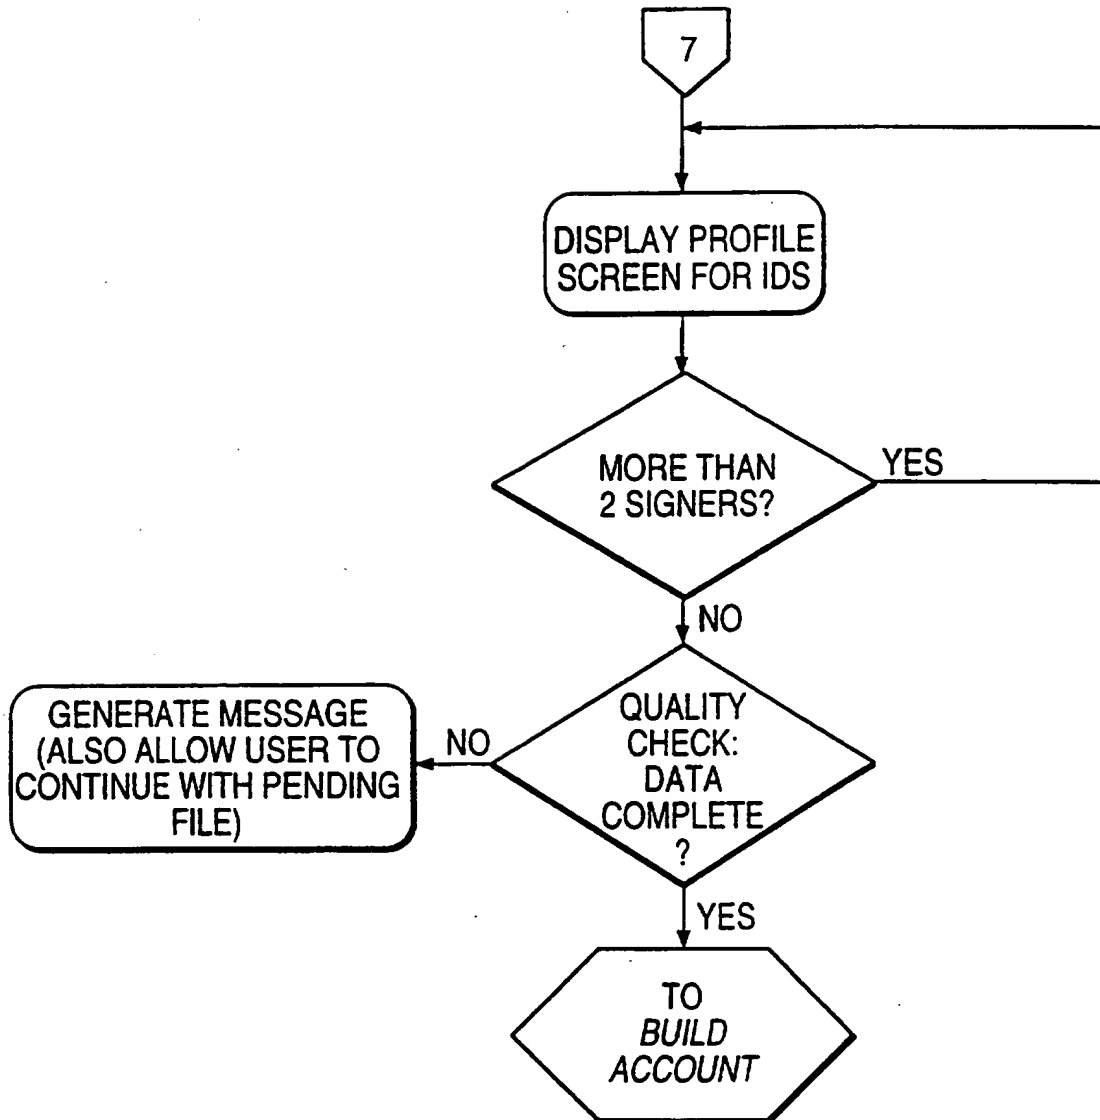 7
DISPLAY PROFILE
SCREEN FOR IDS
MORE THAN
2 SIGNERS?
YES
NO
QUALITY
CHECK:
DATA
COMPLETE
?
NO
GENERATE MESSAGE
(ALSO ALLOW USER TO
CONTINUE WITH PENDING
FILE)
YES
TO
BUILD
ACCOUNT